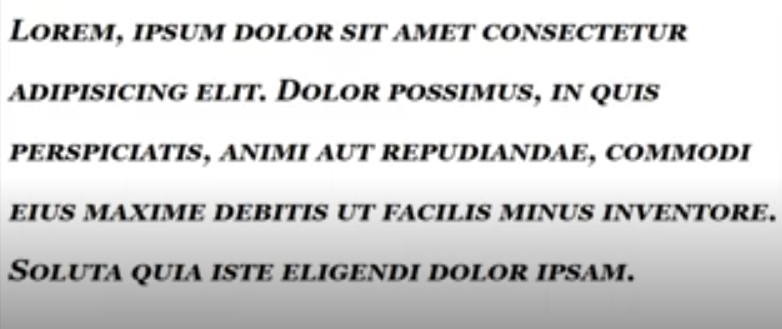 Lorem, ipsum dolor sit amet consectetur
adipisicing elit. Dolor possimus, in quis
perspiciatis, animi aut repudiandae, commodi
eius maxime debitis ut facilis minus inventore.
Soluta quia iste eligendi dolor ipsam.